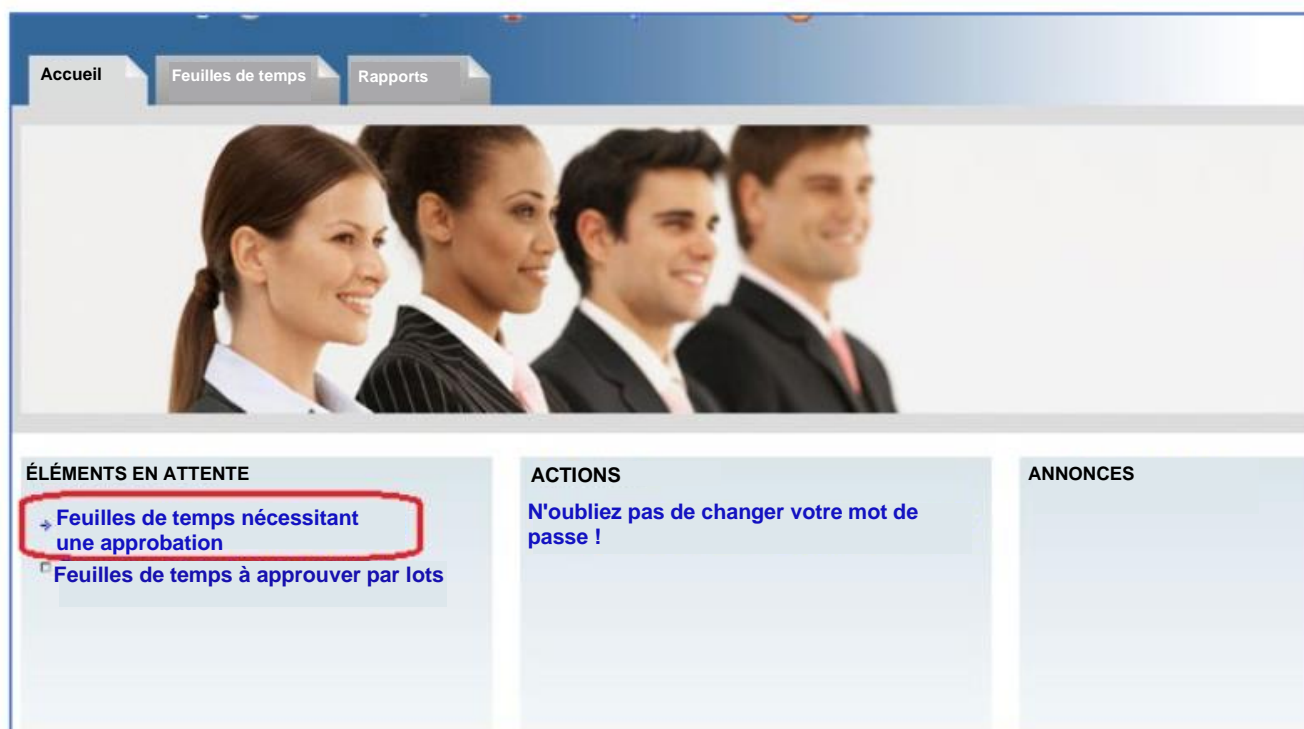 Accueil
Feuilles de temps
Rapports
ÉLÉMENTS EN ATTENTE
Feuilles de temps nécessitant
une approbation
Feuilles de temps à approuver par lots
ACTIONS
N'oubliez pas de changer votre mot de
passe !
ANNONCES